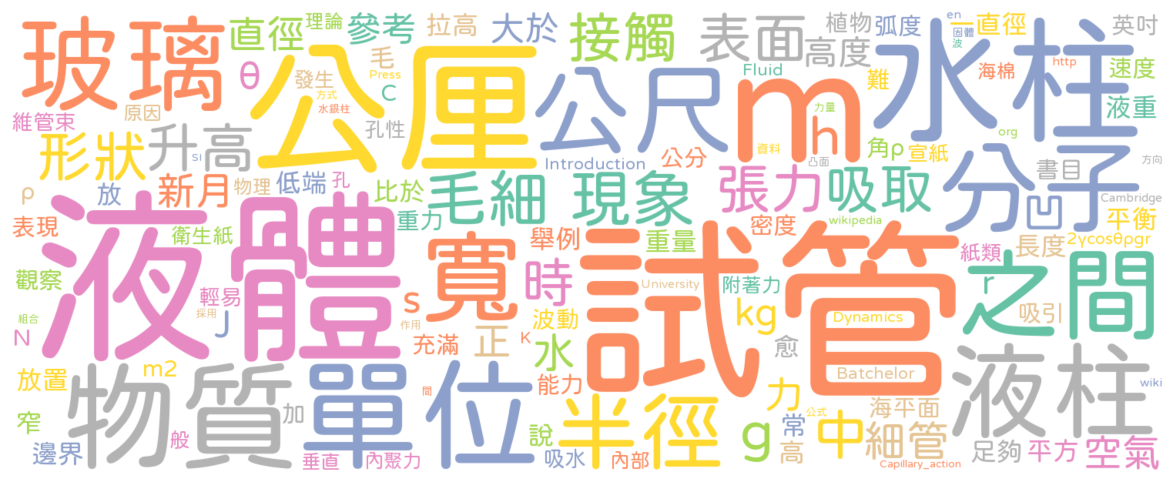 玻璃 直徑 理論 參考 拉高 大於 接觸 表面 植物 弧度 en 一直徑 英吋
θ 公厘 發生 毛 Press C 公尺 Fluid 高度 難 水柱 固體 波 海棉 http 速度
原因 方式 水銀柱 m 力量 液重
維管束 形狀 升高 si 孔性 Introduction 公分 h 資料 凸面 角ρ 宣紙 org 分子 書目 方向
ρ 放 新月 物理 低端 孔 比於 毛細 現象 張力 吸取 凹 Cambridge
表現 液體 衛生紙 重力 寬 舉例 試管 重量 密度 wikipedia 平衡
觀察 輕易 時 附著力 University 之間 紙類 長度 2γcosθρgr
組合 採用 s r 吸引
N J 作用 充滿 K 正 波動 水 kg Dynamics 愈
放置 m2 物質 單位 間 能力 Batchelor 液柱 wiki
窄 加 說 半徑 力 g 常 公式 中 海平面
邊界 般 垂直 內聚力 吸水 內部 高 細管 Capillary_action 足夠 平方 空氣